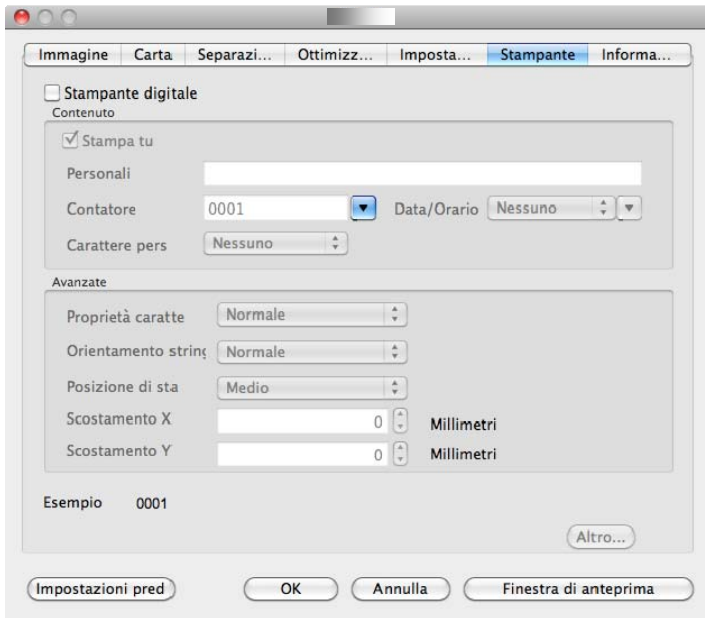 Immagine Carta Separazi... Ottimizz... Imposta... Stampante Informa...
Stampante digitale
Contenuto
Stampa tu
Personali
Contatore 0001 Data/Orario Nessuno
Carattere pers Nessuno
Avanzate
Proprietà caratte Normale
Orientamento string Normale
Posizione di sta Medio
Scostamento X 0 Millimetri
Scostamento Y 0 Millimetri
Esempio 0001
Altro...
Impostazioni pred OK Annulla Finestra di anteprima